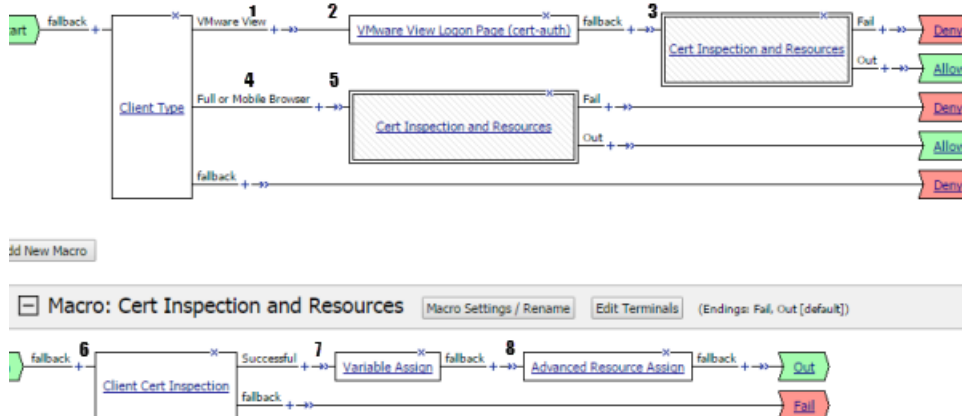 1 2 3
art fallback VMware View VMware View Logon Page (cert-auth) fallback Cert Inspection and Resources Fail Deny
Out Allow
4 5
Client Type Full or Mobile Browser Cert Inspection and Resources Fail Deny
Out Allow
fallback Deny
dd New Macro
Macro: Cert Inspection and Resources Macro Settings / Rename Edit Terminals (Endings: Fail, Out [default])
6 7 8
fallback Client Cert Inspection Successful Variable Assign fallback Advanced Resource Assign fallback Out
fallback Fail